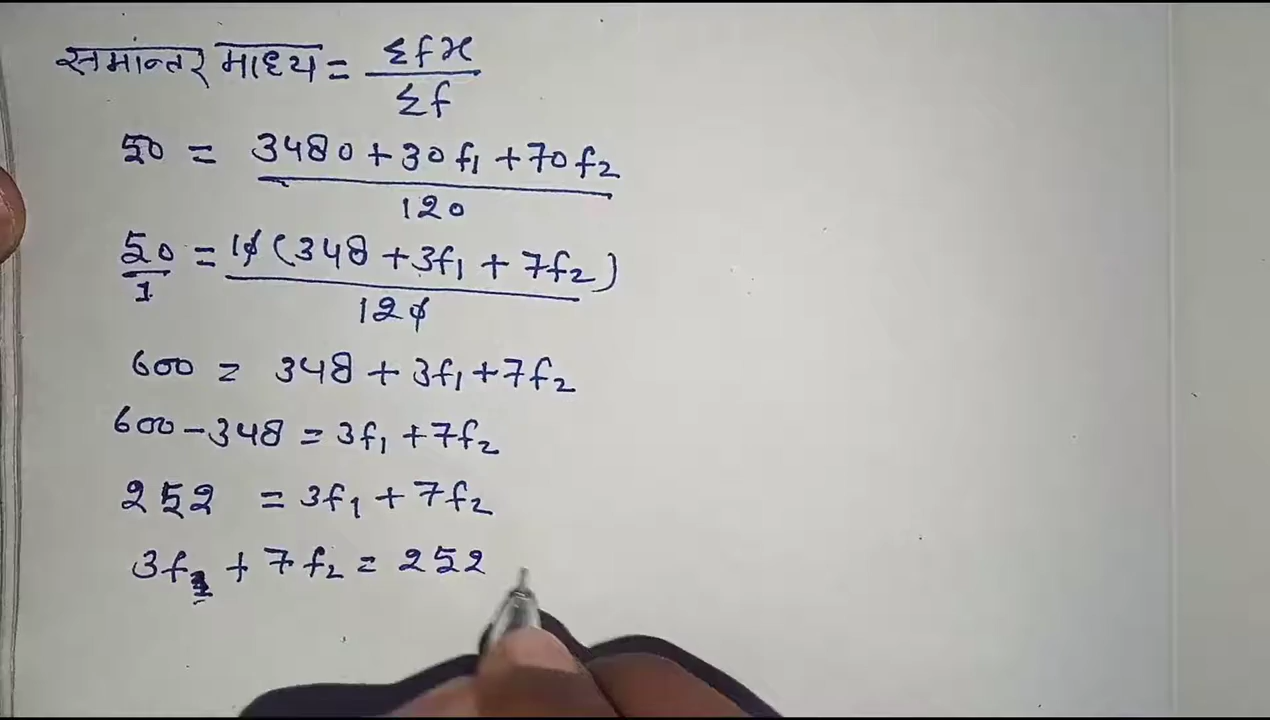 समांन्तर माध्य = Σfx / Σf
50 = 3480 + 30f₁ + 70f₂ / 120
50/1 = 10 (348 + 3f₁ + 7f₂) / 120
600 = 348 + 3f₁ + 7f₂
600 - 348 = 3f₁ + 7f₂
252 = 3f₁ + 7f₂
3f₁ + 7f₂ = 252